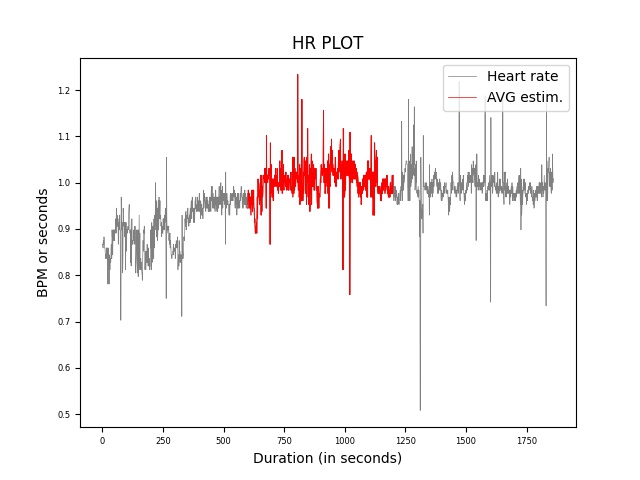 HR PLOT
Heart rate
AVG estim.
BPM or seconds
1.2
1.1
1.0
0.9
0.8
0.7
0.6
0.5
0 250 500 750 1000 1250 1500 1750
Duration (in seconds)